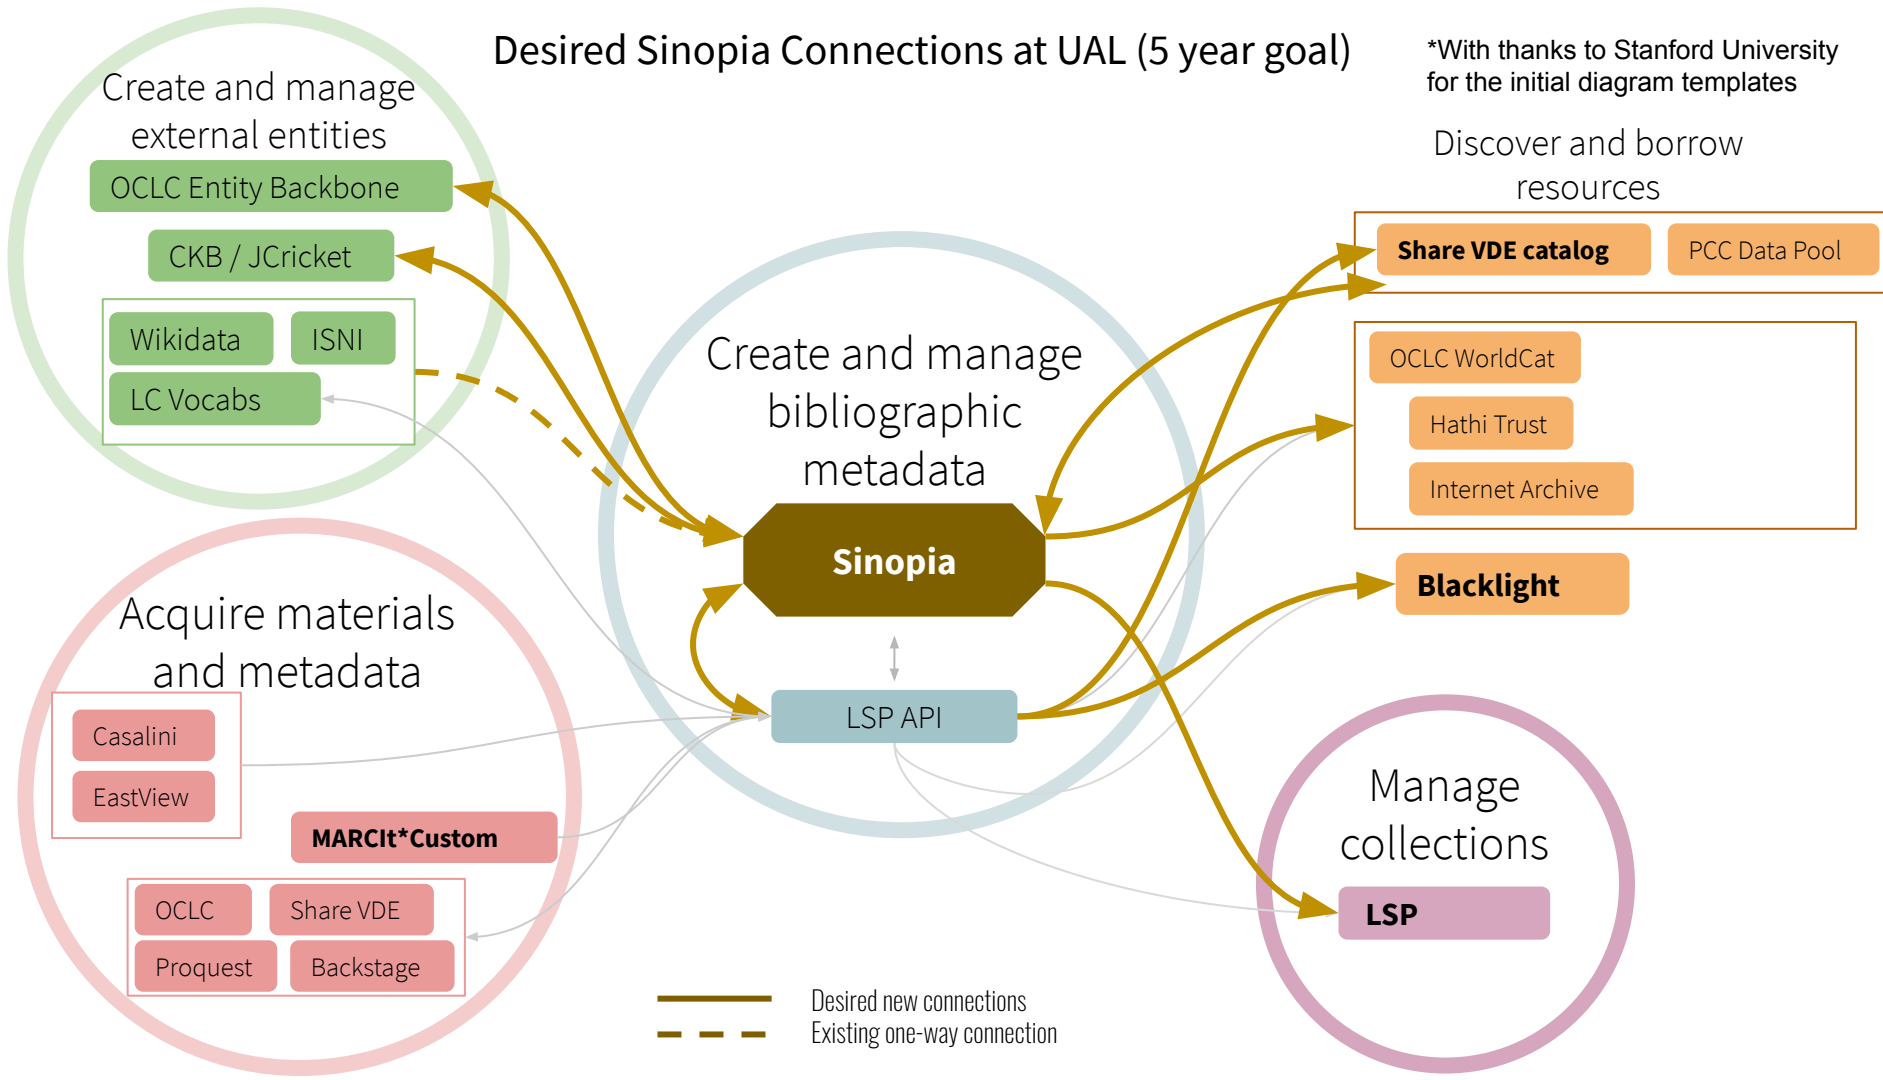 Desired Sinopia Connections at UAL (5 year goal)
*With thanks to Stanford University
for the initial diagram templates
Create and manage
external entities
OCLC Entity Backbone
CKB / JCricket
Wikidata
ISNI
LC Vocabs
Acquire materials
and metadata
Casalini
EastView
MARCIt*Custom
OCLC
Share VDE
Proquest
Backstage
Create and manage
bibliographic
metadata
Sinopia
LSP API
Discover and borrow
resources
Share VDE catalog
PCC Data Pool
OCLC WorldCat
Hathi Trust
Internet Archive
Blacklight
Manage
collections
LSP
Desired new connections
Existing one-way connection